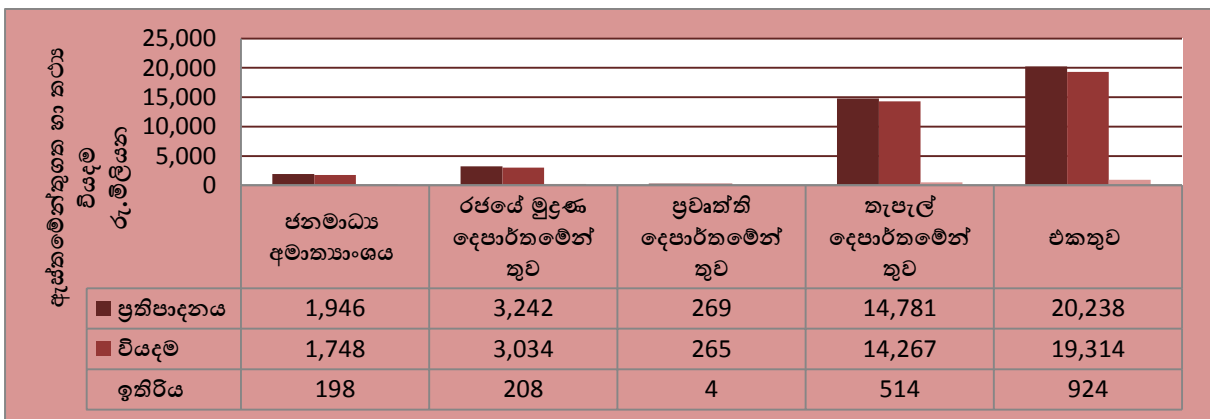 ඇස්තමේන්තුගත හා තථ්‍ය
වියදම
රු.මිලියන
25,000
20,000
15,000
10,000
5,000
0
ජනමාධ්‍ය
අමාත්‍යාංශය
රජයේ මුද්‍රණ
දෙපාර්තමේන්
තුව
ප්‍රවෘත්ති
දෙපාර්තමේන්
තුව
තැපැල්
දෙපාර්තමේන්
තුව
එකතුව
ප්‍රතිපාදනය 1,946 3,242 269 14,781 20,238
වියදම 1,748 3,034 265 14,267 19,314
ඉතිරිය 198 208 4 514 924